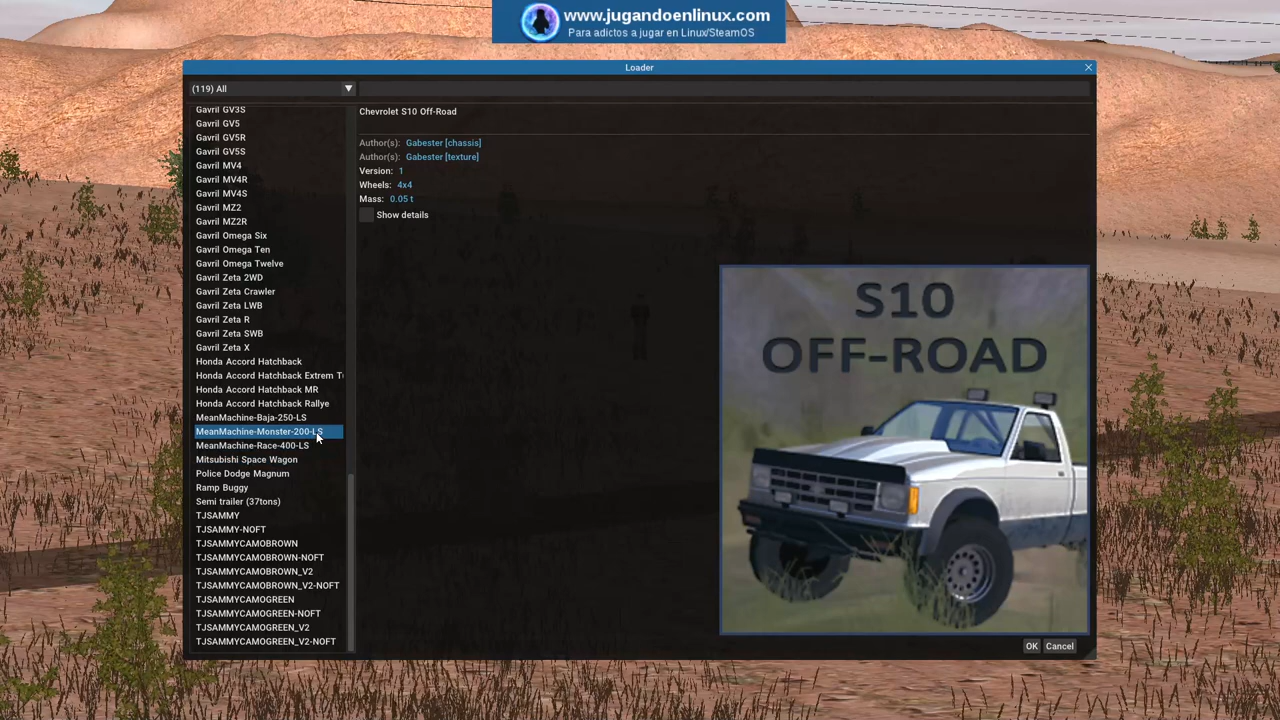 www.jugandoenlinux.com
Para adictos a jugar en Linux/SteamOS
Loader
(119) All
Gavril GV3S
Gavril GV5
Gavril GV5R
Gavril GV5S
Gavril MV4
Gavril MV4R
Gavril MV4S
Gavril MZ2
Gavril MZ2R
Gavril Omega Six
Gavril Omega Ten
Gavril Omega Twelve
Gavril Zeta 2WD
Gavril Zeta Crawler
Gavril Zeta LWB
Gavril Zeta R
Gavril Zeta SWB
Gavril Zeta X
Honda Accord Hatchback
Honda Accord Hatchback Extrem T
Honda Accord Hatchback MR
Honda Accord Hatchback Rallye
MeanMachine-Baja-250-LS
MeanMachine-Monster-200-LS
MeanMachine-Race-400-LS
Mitsubishi Space Wagon
Police Dodge Magnum
Ramp Buggy
Semi trailer (37tons)
TJSAMMY
TJSAMMY-NOFT
TJSAMMYCAMOBROWN
TJSAMMYCAMOBROWN-NOFT
TJSAMMYCAMOBROWN_V2
TJSAMMYCAMOBROWN_V2-NOFT
TJSAMMYCAMOGREEN
TJSAMMYCAMOGREEN-NOFT
TJSAMMYCAMOGREEN_V2
TJSAMMYCAMOGREEN_V2-NOFT
Chevrolet S10 Off-Road
Author(s): Gabester [chassis]
Author(s): Gabester [texture]
Version: 1
Wheels: 4x4
Mass: 0.05 t
Show details
S10
OFF-ROAD
OK Cancel